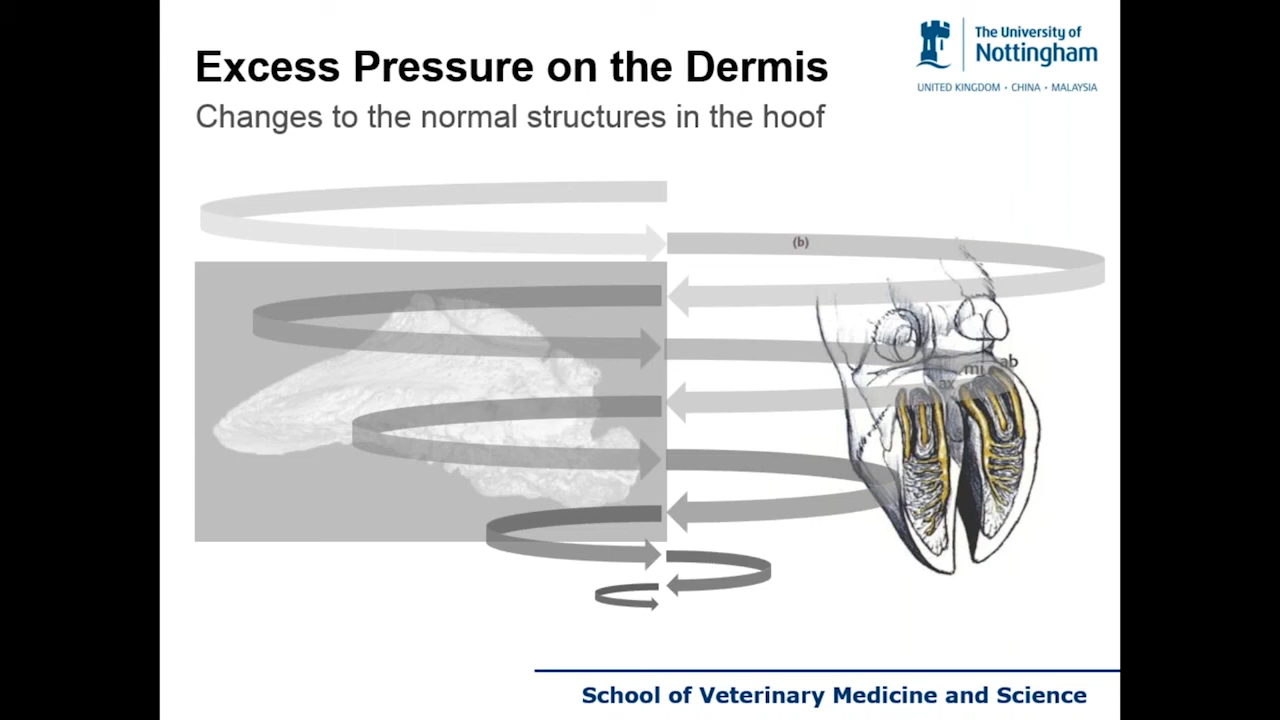 Excess Pressure on the Dermis
Changes to the normal structures in the hoof
The University of
Nottingham
UNITED KINGDOM · CHINA · MALAYSIA
(b)
ab
mi
ax
School of Veterinary Medicine and Science